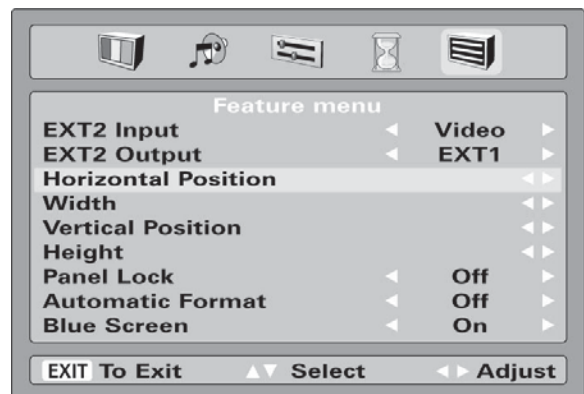 Feature menu
EXT2 Input Video
EXT2 Output EXT1
Horizontal Position
Width
Vertical Position
Height
Panel Lock Off
Automatic Format Off
Blue Screen On
EXIT To Exit Select Adjust